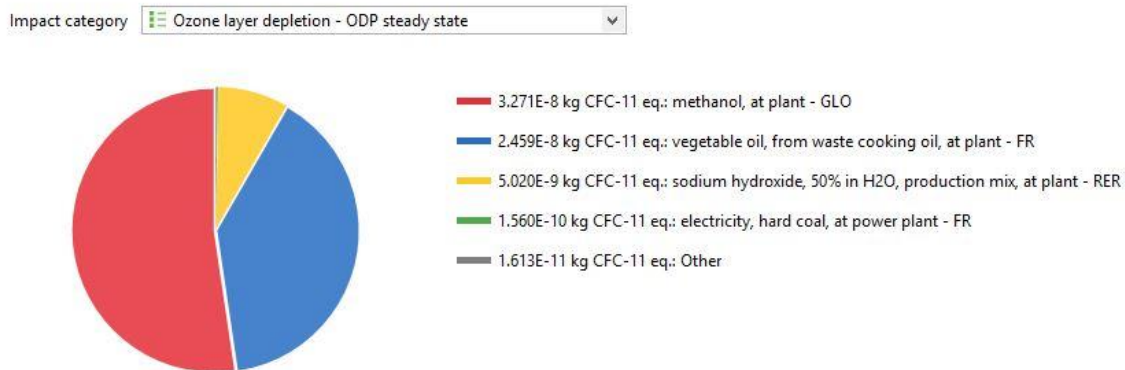 Impact category Ozone layer depletion - ODP steady state
3.271E-8 kg CFC-11 eq.: methanol, at plant - GLO
2.459E-8 kg CFC-11 eq.: vegetable oil, from waste cooking oil, at plant - FR
5.020E-9 kg CFC-11 eq.: sodium hydroxide, 50% in H2O, production mix, at plant - RER
1.560E-10 kg CFC-11 eq.: electricity, hard coal, at power plant - FR
1.613E-11 kg CFC-11 eq.: Other